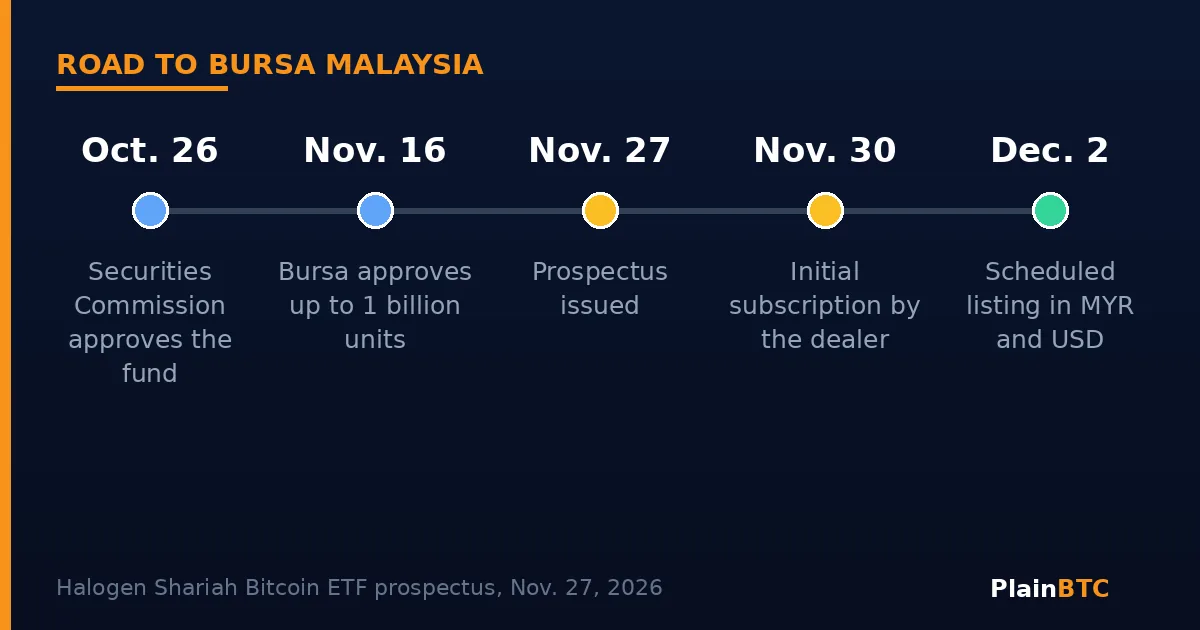 ROAD TO BURSA MALAYSIA
Oct. 26
Securities
Commission
approves the
fund
Nov. 16
Bursa approves
up to 1 billion
units
Nov. 27
Prospectus
issued
Nov. 30
Initial
subscription by
the dealer
Dec. 2
Scheduled
listing in MYR
and USD
Halogen Shariah Bitcoin ETF prospectus, Nov. 27, 2026
PlainBTC